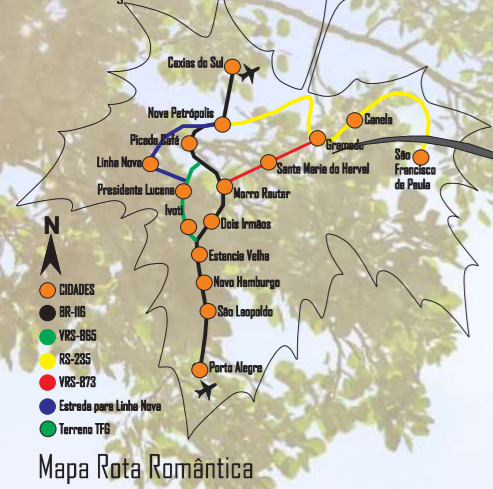 Caxias do Sul
Nova Petrópolis
Picada Café
Canela
Gramado
Linha Nova
Santa Maria do Herval
São
Francisco
de Paula
Presidente Lucena
Morro Reuter
Ivoti
Dois Irmãos
N
Estancia Velha
CIDADES
Novo Hamburgo
BR-116
São Leopoldo
VRS-865
RS-235
Porto Alegre
VRS-873
Estrada para Linha Nova
Terreno TFG
Mapa Rota Romântica